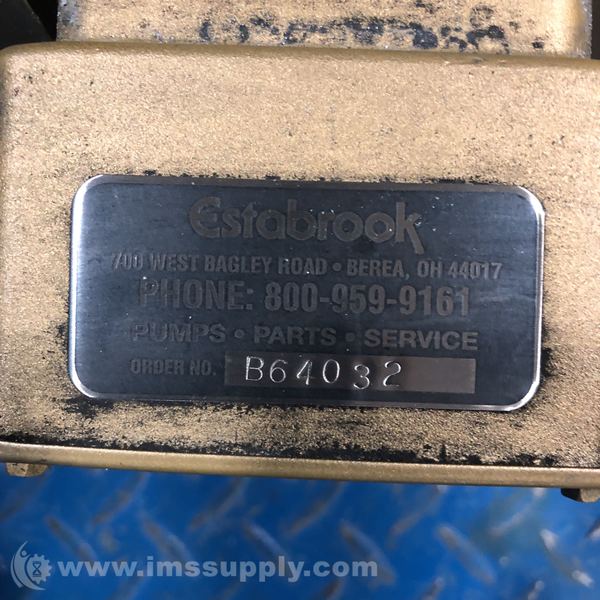 Estabrook
700 WEST BAGLEY ROAD • BEREA, OH 44017
PHONE: 800-959-9161
PUMPS • PARTS • SERVICE
ORDER NO. B64032
www.imssupply.com